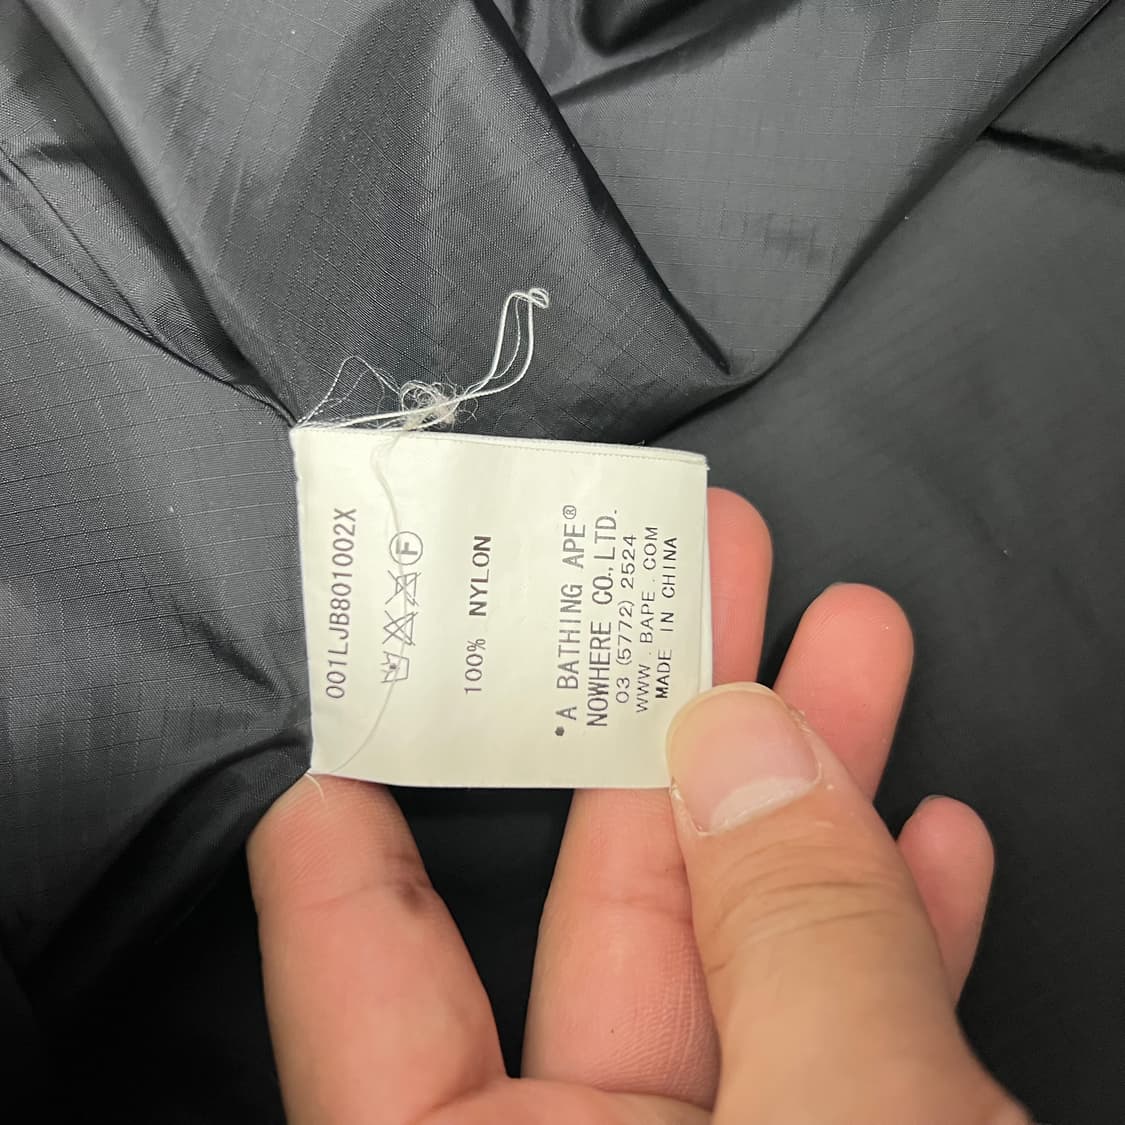 001LJB801002X
F
100% NYLON
*A BATHING APE®
NOWHERE CO.,LTD.
03 (5772) 2524
WWW.BAPE.COM
MADE IN CHINA